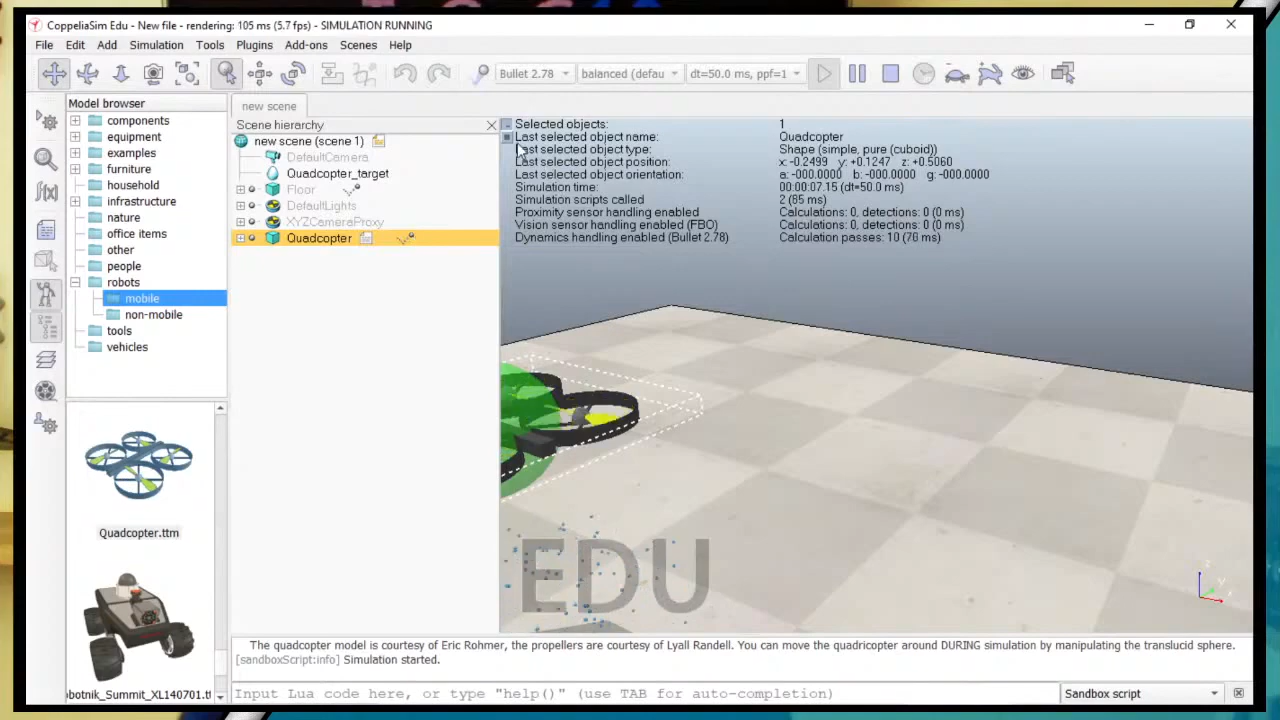 CoppeliaSim Edu - New file - rendering: 105 ms (5.7 fps) - SIMULATION RUNNING
File Edit Add Simulation Tools Plugins Add-ons Scenes Help
Bullet 2.78 balanced (defau dt=50.0 ms, ppf=1
Model browser
components
equipment
examples
furniture
household
infrastructure
nature
office items
other
people
robots
mobile
non-mobile
tools
vehicles
Quadcopter.ttm
obotnik_Summit_XL140701.tt
new scene
Scene hierarchy
new scene (scene 1)
DefaultCamera
Quadcopter_target
Floor
DefaultLights
XYZCameraProxy
Quadcopter
Selected objects: 1
Last selected object name: Quadcopter
Last selected object type: Shape (simple, pure (cuboid))
Last selected object position: x: -0.2499 y: +0.1247 z: +0.5060
Last selected object orientation: a:-000.0000 b: -000.0000 g: -000.0000
Simulation time: 00:00:07.15 (dt=50.0 ms)
Simulation scripts called 2 (85 ms)
Proximity sensor handling enabled Calculations: 0, detections: 0 (0 ms)
Vision sensor handling enabled (FBO) Calculations: 0, detections: 0 (0 ms)
Dynamics handling enabled (Bullet 2.78) Calculation passes: 10 (76 ms)
EDU
The quadcopter model is courtesy of Eric Rohmer, the propellers are courtesy of Lyall Randell. You can move the quadricopter around DURING simulation by manipulating the translucid sphere.
[sandboxScript:info] Simulation started.
Input Lua code here, or type "help()" (use TAB for auto-completion)
Sandbox script